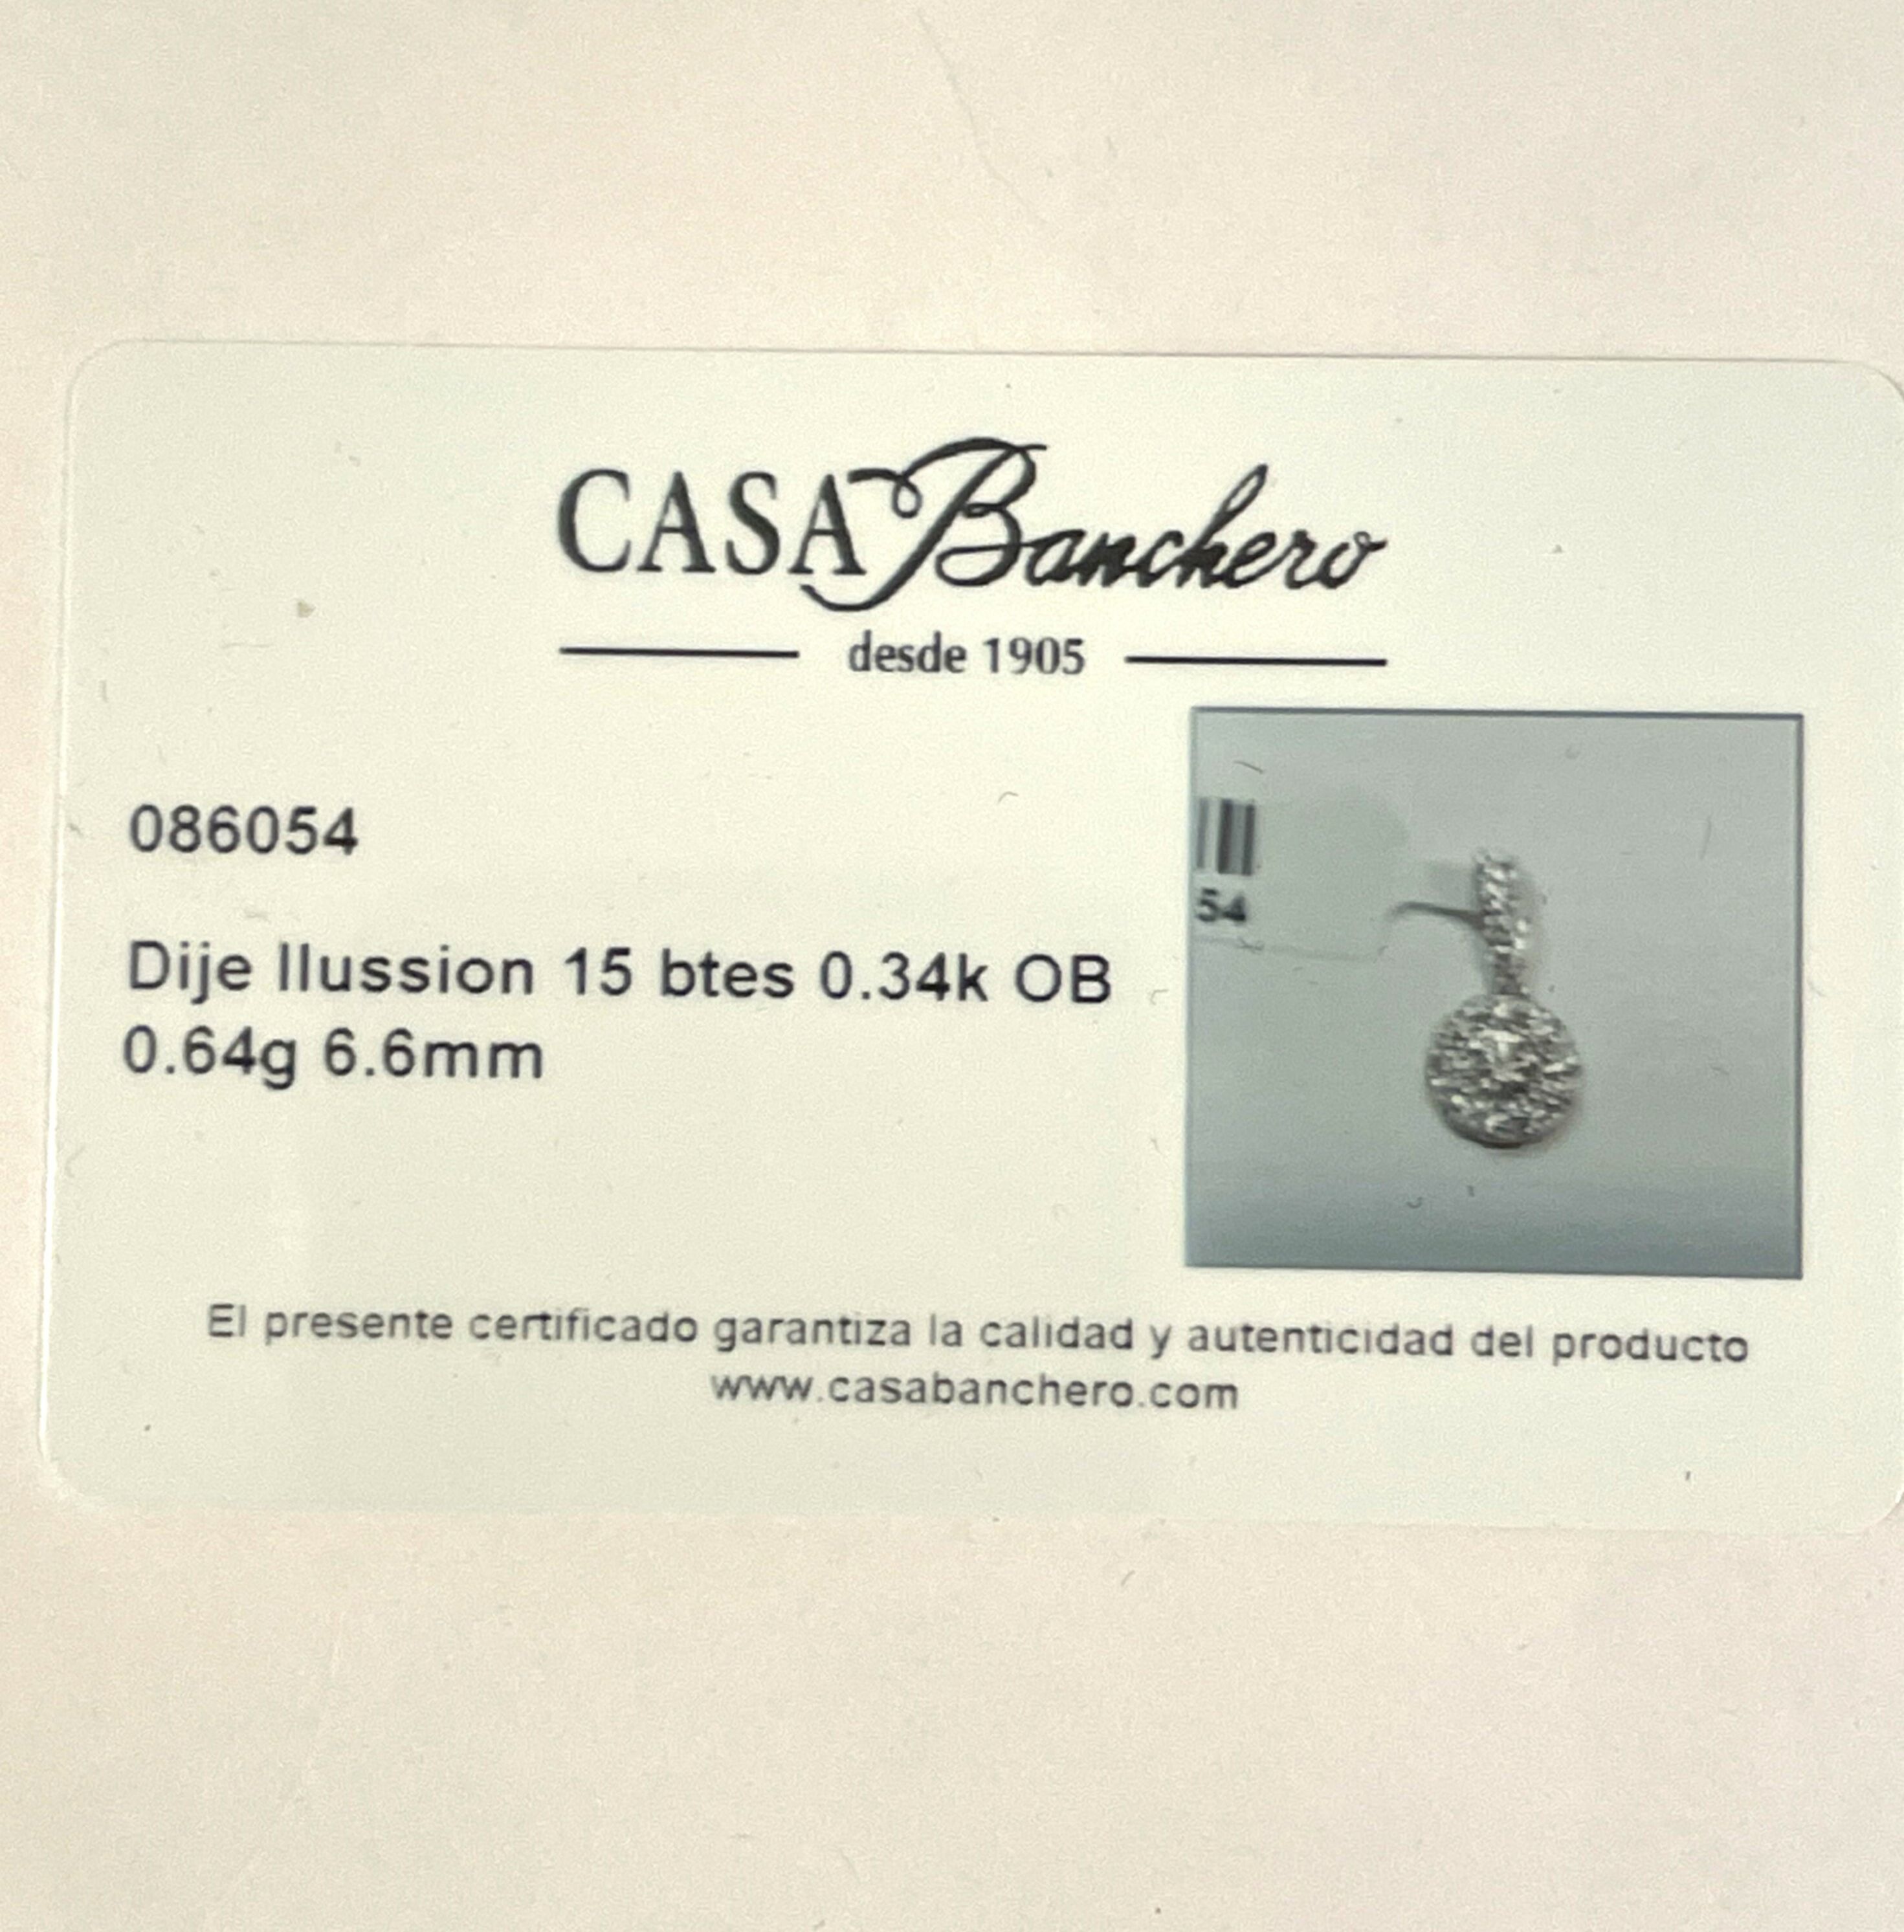 CASA Banchero
desde 1905
086054
Dije Ilussion 15 btes 0.34k OB
0.64g 6.6mm
54
El presente certificado garantiza la calidad y autenticidad del producto
www.casabanchero.com